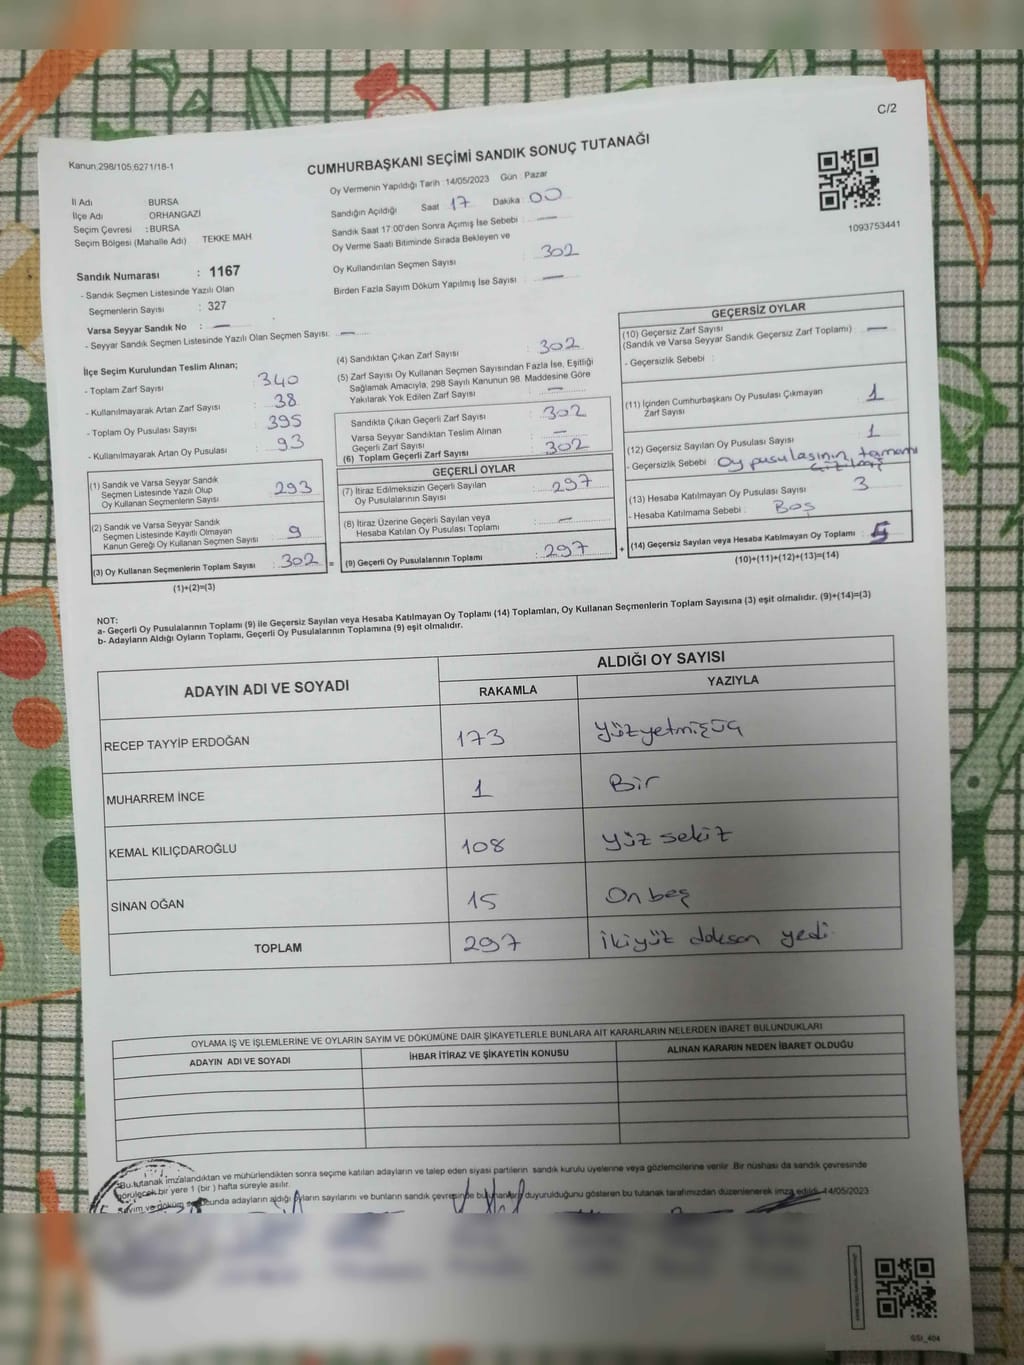 C/2
Kanun,298/105,6271/18-1
CUMHURBAŞKANI SEÇİMİ SANDIK SONUÇ TUTANAĞI
Oy Vermenin Yapıldığı Tarih :14/05/2023 Gün : Pazar
İl Adı BURSA
İlçe Adı ORHANGAZİ
Seçim Çevresi : BURSA
Seçim Bölgesi (Mahalle Adı) TEKKE MAH
Sandığın Açıldığı Saat 17 Dakika : 00
Sandık Saat 17:00'den Sonra Açımış İse Sebebi : —
Oy Verme Saati Bitiminde Sırada Bekleyen ve
Oy Kullandırılan Seçmen Sayısı : 302
Birden Fazla Sayım Döküm Yapılmış İse Sayısı : —
1093753441
Sandık Numarası : 1167
- Sandık Seçmen Listesinde Yazılı Olan
Seçmenlerin Sayısı : 327
Varsa Seyyar Sandık No : —
- Seyyar Sandık Seçmen Listesinde Yazılı Olan Seçmen Sayısı: —
İlçe Seçim Kurulundan Teslim Alınan;
- Toplam Zarf Sayısı : 340
- Kullanılmayarak Artan Zarf Sayısı : 38
- Toplam Oy Pusulası Sayısı : 395
- Kullanılmayarak Artan Oy Pusulası : 93
(1) Sandık ve Varsa Seyyar Sandık
Seçmen Listesinde Yazılı Olup
Oy Kullanan Seçmenlerin Sayısı : 293
(2) Sandık ve Varsa Seyyar Sandık
Seçmen Listesinde Kayıtlı Olmayan
Kanun Gereği Oy Kullanan Seçmen Sayısı : 9
(3) Oy Kullanan Seçmenlerin Toplam Sayısı : 302
(1)+(2)=(3)
(4) Sandıktan Çıkan Zarf Sayısı : 302
(5) Zarf Sayısı Oy Kullanan Seçmen Sayısından Fazla İse, Eşitliği
Sağlamak Amacıyla, 298 Sayılı Kanunun 98. Maddesine Göre
Yakılarak Yok Edilen Zarf Sayısı : —
Sandıkta Çıkan Geçerli Zarf Sayısı : 302
Varsa Seyyar Sandıktan Teslim Alınan
Geçerli Zarf Sayısı : —
(6) Toplam Geçerli Zarf Sayısı : 302
GEÇERLİ OYLAR
(7) İtiraz Edilmeksizin Geçerli Sayılan
Oy Pusulalarının Sayısı : 297
(8) İtiraz Üzerine Geçerli Sayılan veya
Hesaba Katılan Oy Pusulası Toplamı : —
(9) Geçerli Oy Pusulalarının Toplamı : 297
GEÇERSİZ OYLAR
(10) Geçersiz Zarf Sayısı
(Sandık ve Varsa Seyyar Sandık Geçersiz Zarf Toplamı) : —
- Geçersizlik Sebebi :
(11) İçinden Cumhurbaşkanı Oy Pusulası Çıkmayan
Zarf Sayısı : 1
(12) Geçersiz Sayılan Oy Pusulası Sayısı : 1
- Geçersizlik Sebebi : Oy pusulasının tamamı
(13) Hesaba Katılmayan Oy Pusulası Sayısı : 3
- Hesaba Katılmama Sebebi : Boş
(14) Geçersiz Sayılan veya Hesaba Katılmayan Oy Toplamı : 5
(10)+(11)+(12)+(13)=(14)
NOT:
a- Geçerli Oy Pusulalarının Toplamı (9) ile Geçersiz Sayılan veya Hesaba Katılmayan Oy Toplamı (14) Toplamları, Oy Kullanan Seçmenlerin Toplam Sayısına (3) eşit olmalıdır. (9)+(14)=(3)
b- Adayların Aldığı Oyların Toplamı, Geçerli Oy Pusulalarının Toplamına (9) eşit olmalıdır.
ADAYIN ADI VE SOYADI
ALDIĞI OY SAYISI
RAKAMLA YAZIYLA
RECEP TAYYİP ERDOĞAN 173 Yüzyetmişüç
MUHARREM İNCE 1 Bir
KEMAL KILIÇDAROĞLU 108 Yüz sekiz
SİNAN OĞAN 15 On beş
TOPLAM 297 İkiyüz doksan yedi
OYLAMA İŞ VE İŞLEMLERİNE VE OYLARIN SAYIM VE DÖKÜMÜNE DAİR ŞİKAYETLERLE BUNLARA AİT KARARLARIN NELERDEN İBARET BULUNDUKLARI
ADAYIN ADI VE SOYADI İHBAR İTİRAZ VE ŞİKAYETİN KONUSU ALINAN KARARIN NEDEN İBARET OLDUĞU
Bu tutanak imzalandıktan ve mühürlendikten sonra seçime katılan adayların ve talep eden siyasi partilerin sandık kurulu üyelerine veya gözlemcilerine verilir. Bir nüshası da sandık çevresinde
görülecek bir yere 1 (bir) hafta süreyle asılır.
Sayım ve döküm sonucunda adayların aldığı oyların sayılarını ve bunların sandık çevresinde duyurulduğunu gösteren bu tutanak tarafımızdan düzenlenerek imza edildi. 14/05/2023
SSI_404